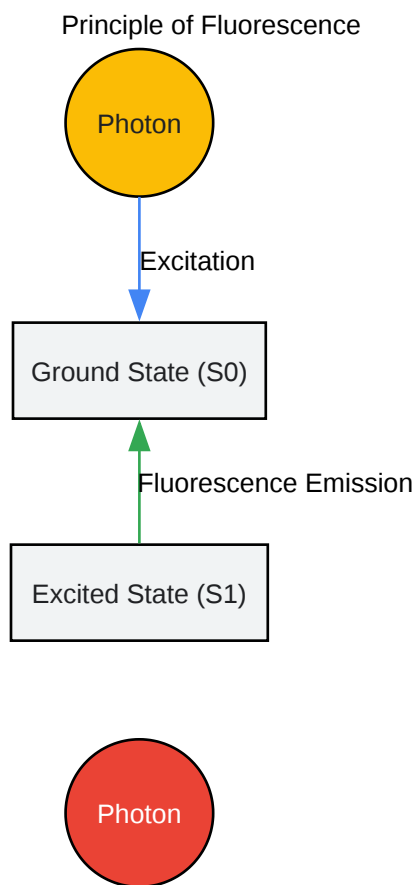 Principle of Fluorescence
Photon
Excitation
Ground State (S0)
Fluorescence Emission
Excited State (S1)
Photon